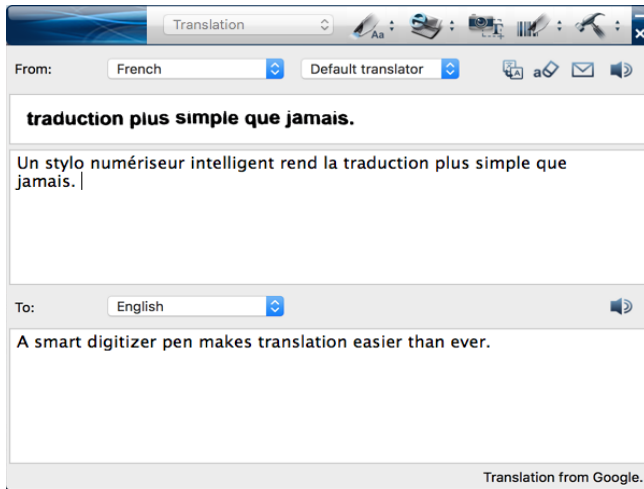 Translation
Aa
From: French Default translator
a
traduction plus simple que jamais.
Un stylo numériseur intelligent rend la traduction plus simple que
jamais.
To: English
A smart digitizer pen makes translation easier than ever.
Translation from Google.